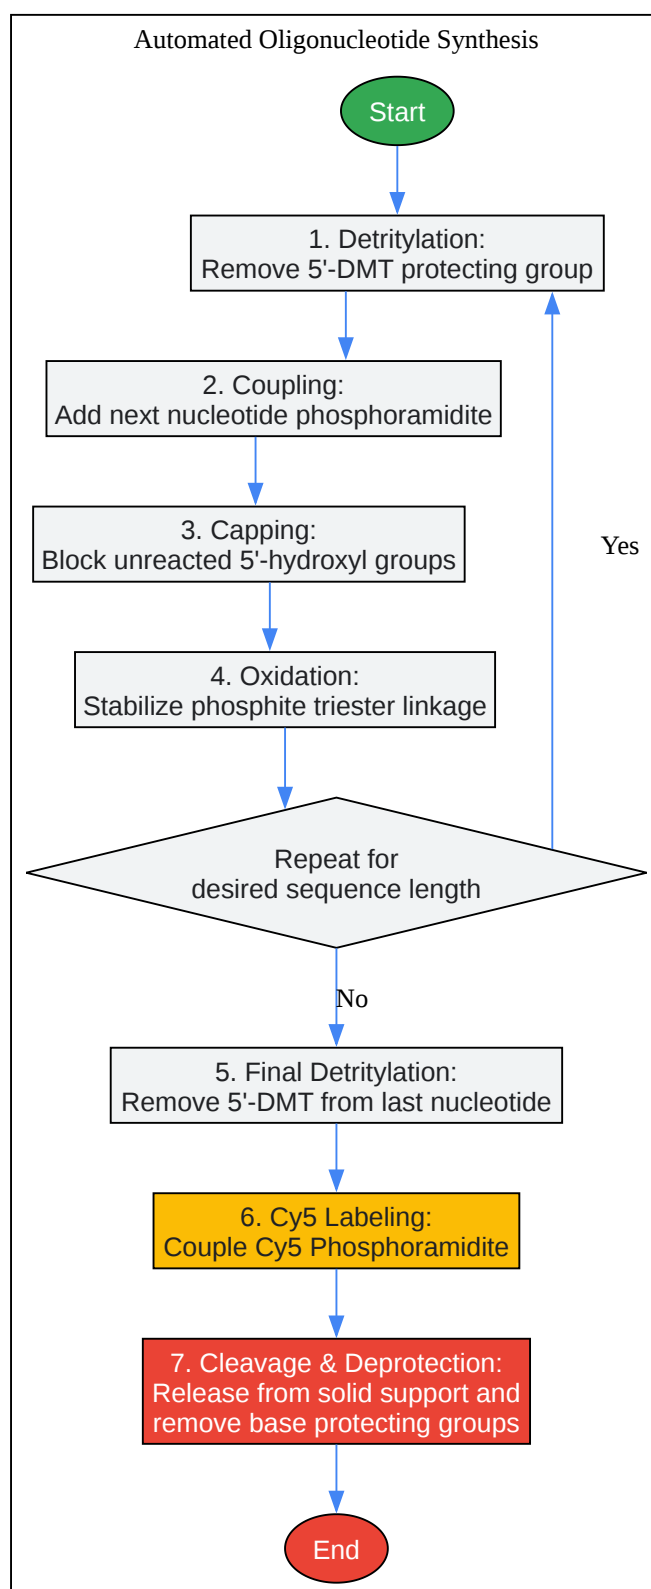 Automated Oligonucleotide Synthesis
Start
1. Detritylation:
Remove 5'-DMT protecting group
2. Coupling:
Add next nucleotide phosphoramidite
3. Capping:
Block unreacted 5'-hydroxyl groups
Yes
4. Oxidation:
Stabilize phosphite triester linkage
Repeat for
desired sequence length
No
5. Final Detritylation:
Remove 5'-DMT from last nucleotide
6. Cy5 Labeling:
Couple Cy5 Phosphoramidite
7. Cleavage & Deprotection:
Release from solid support and
remove base protecting groups
End